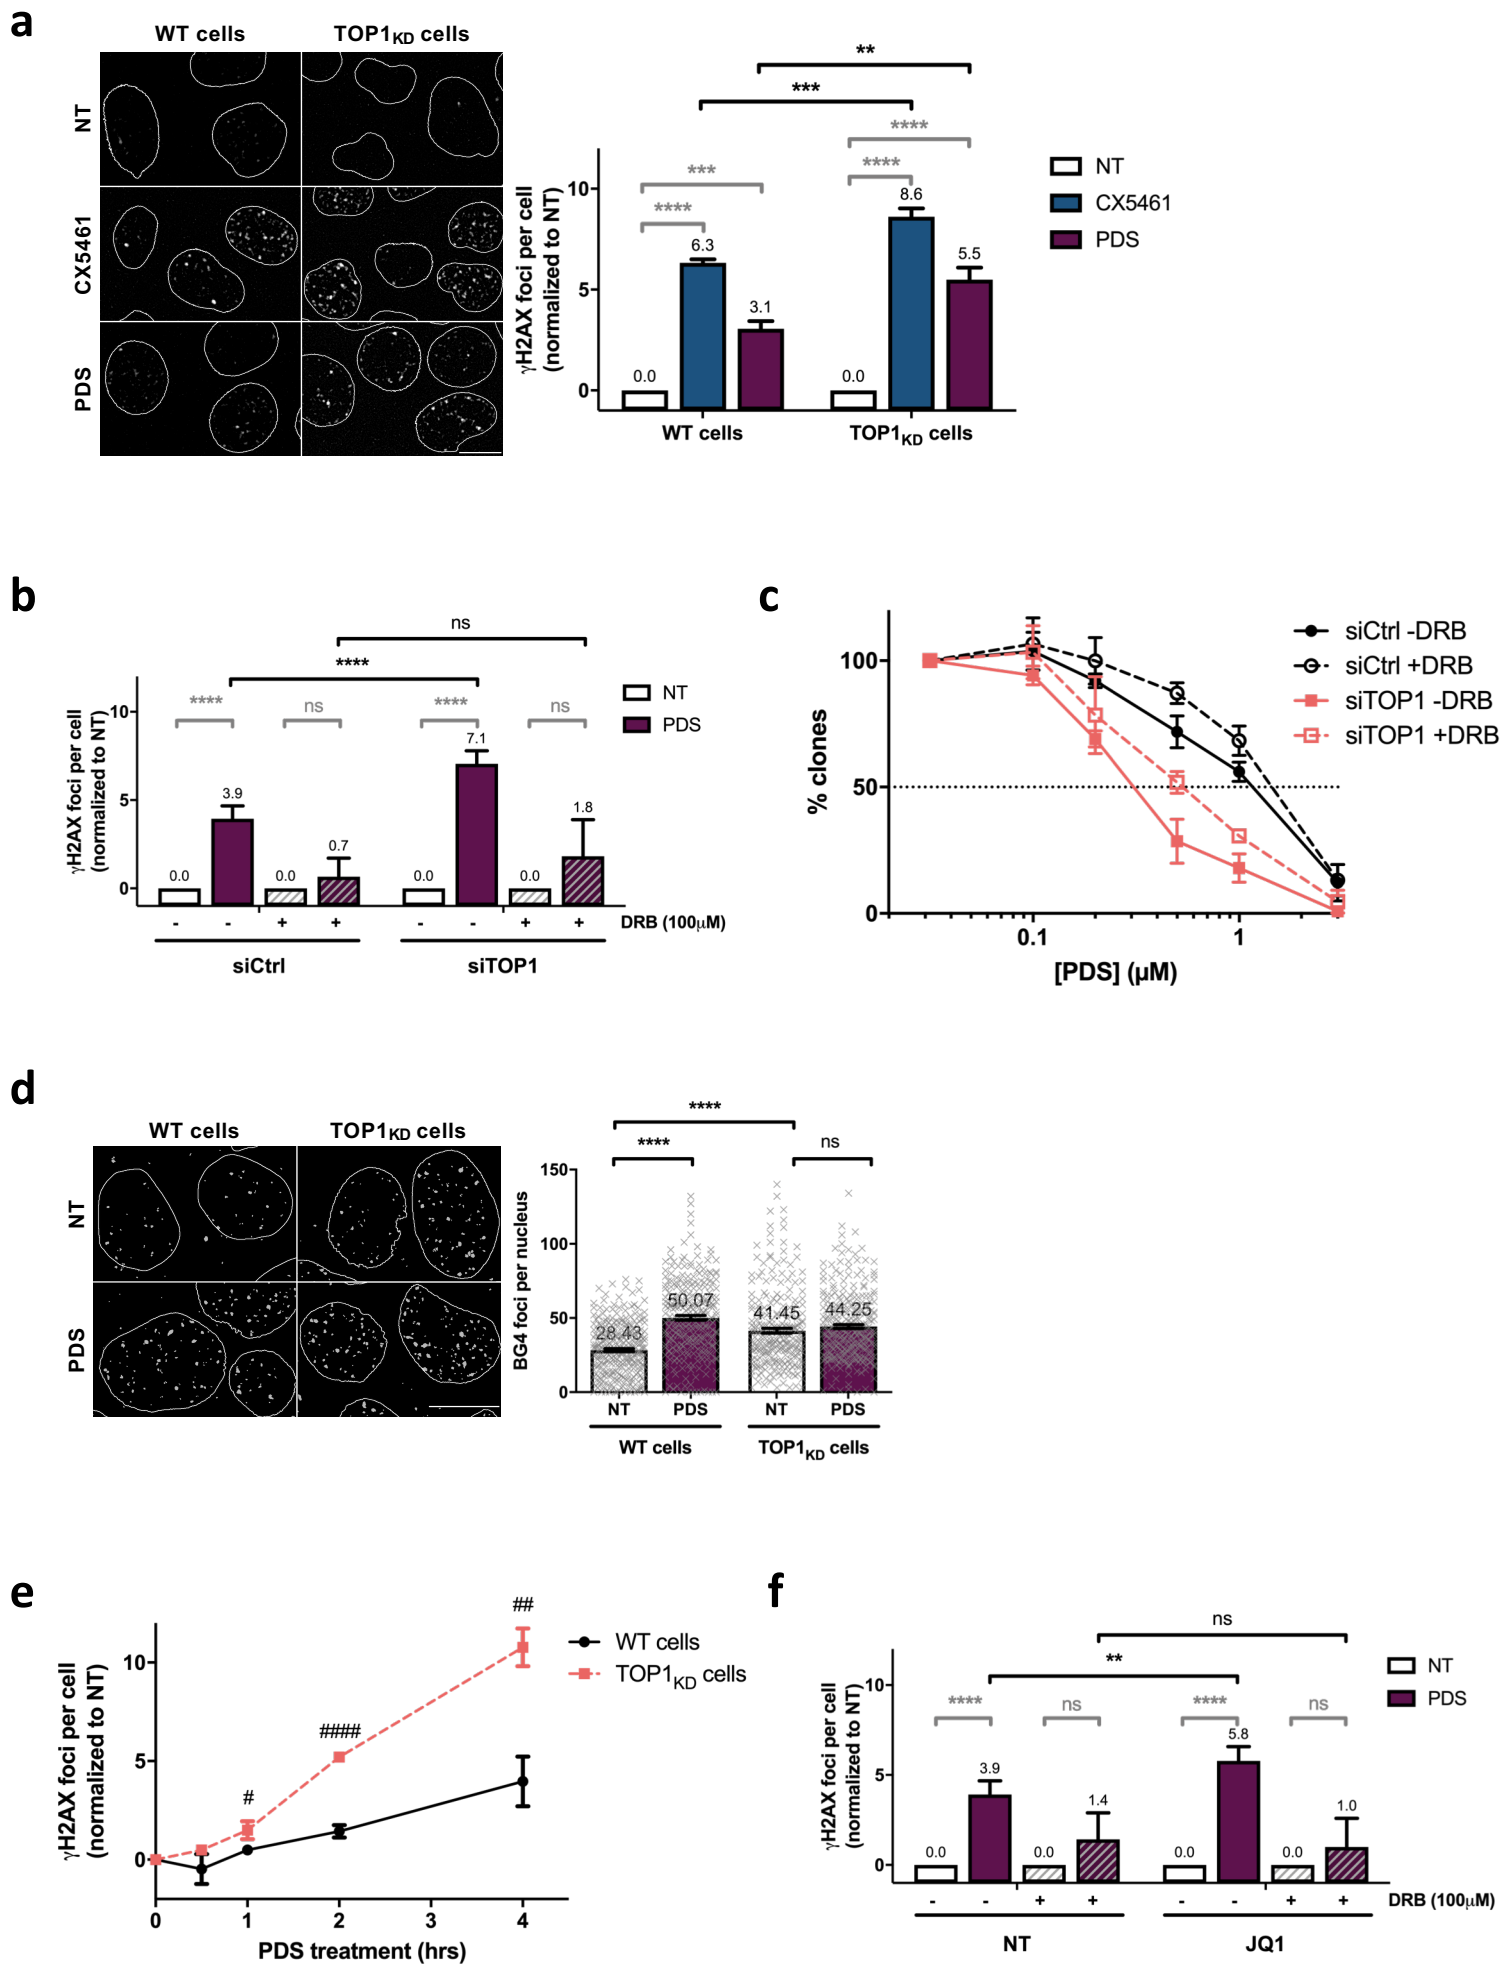 a
WT cells
TOP1KD cells
NT
CX5461
PDS
γH2AX foci per cell
(normalized to NT)
10
5
0
**
***
****
****
***
****
0.0
6.3
3.1
0.0
8.6
5.5
WT cells
TOP1KD cells
NT
CX5461
PDS
b
γH2AX foci per cell
(normalized to NT)
10
5
0
ns
****
****
ns
****
ns
0.0
3.9
0.0
0.7
0.0
7.1
0.0
1.8
NT
PDS
- - + + - - + + DRB (100μM)
siCtrl
siTOP1
c
% clones
100
50
0
0.1
1
[PDS] (μM)
siCtrl -DRB
siCtrl +DRB
siTOP1 -DRB
siTOP1 +DRB
d
WT cells
TOP1KD cells
NT
PDS
BG4 foci per nucleus
150
100
50
0
****
****
ns
28.43
50.07
41.45
44.25
NT
PDS
NT
PDS
WT cells
TOP1KD cells
e
γH2AX foci per cell
(normalized to NT)
10
5
0
#
####
##
0
1
2
3
4
PDS treatment (hrs)
WT cells
TOP1KD cells
f
γH2AX foci per cell
(normalized to NT)
10
5
0
ns
**
****
ns
****
ns
0.0
3.9
0.0
1.4
0.0
5.8
0.0
1.0
NT
PDS
- - + + - - + + DRB (100μM)
NT
JQ1